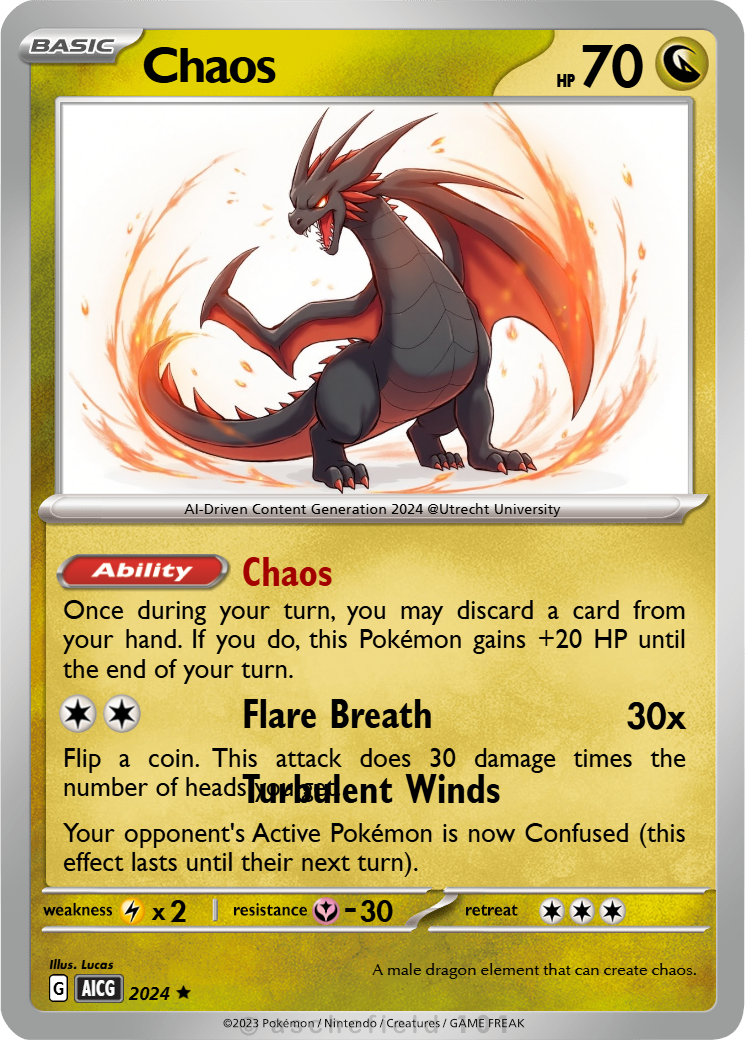 BASIC
Chaos
HP 70
AI-Driven Content Generation 2024 @Utrecht University
Ability Chaos
Once during your turn, you may discard a card from
your hand. If you do, this Pokémon gains +20 HP until
the end of your turn.
Flare Breath 30x
Flip a coin. This attack does 30 damage times the
number of heads you get.
Turbulent Winds
Your opponent's Active Pokémon is now Confused (this
effect lasts until their next turn).
weakness x 2 | resistance -30 retreat
Illus. Lucas
A male dragon element that can create chaos.
G AICG 2024 ★
©2023 Pokémon / Nintendo / Creatures / GAME FREAK